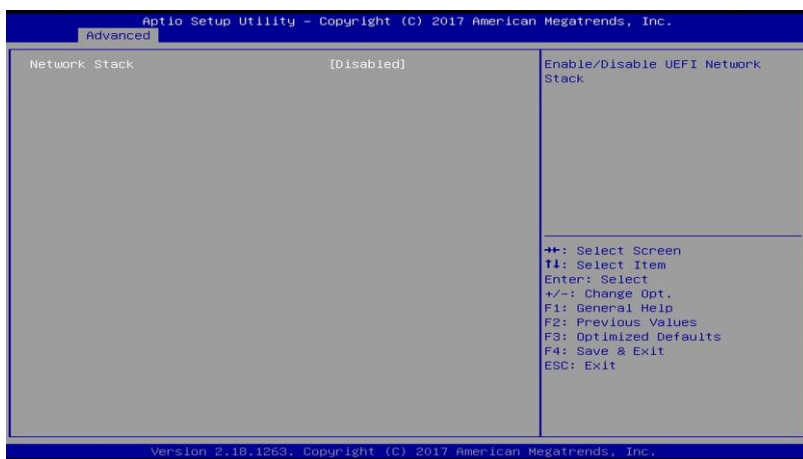 Aptio Setup Utility – Copyright (C) 2017 American Megatrends, Inc.
Advanced
Network Stack [Disabled]
Enable/Disable UEFI Network
Stack
→←: Select Screen
↑↓: Select Item
Enter: Select
+/-: Change Opt.
F1: General Help
F2: Previous Values
F3: Optimized Defaults
F4: Save & Exit
ESC: Exit
Version 2.18.1263. Copyright (C) 2017 American Megatrends, Inc.